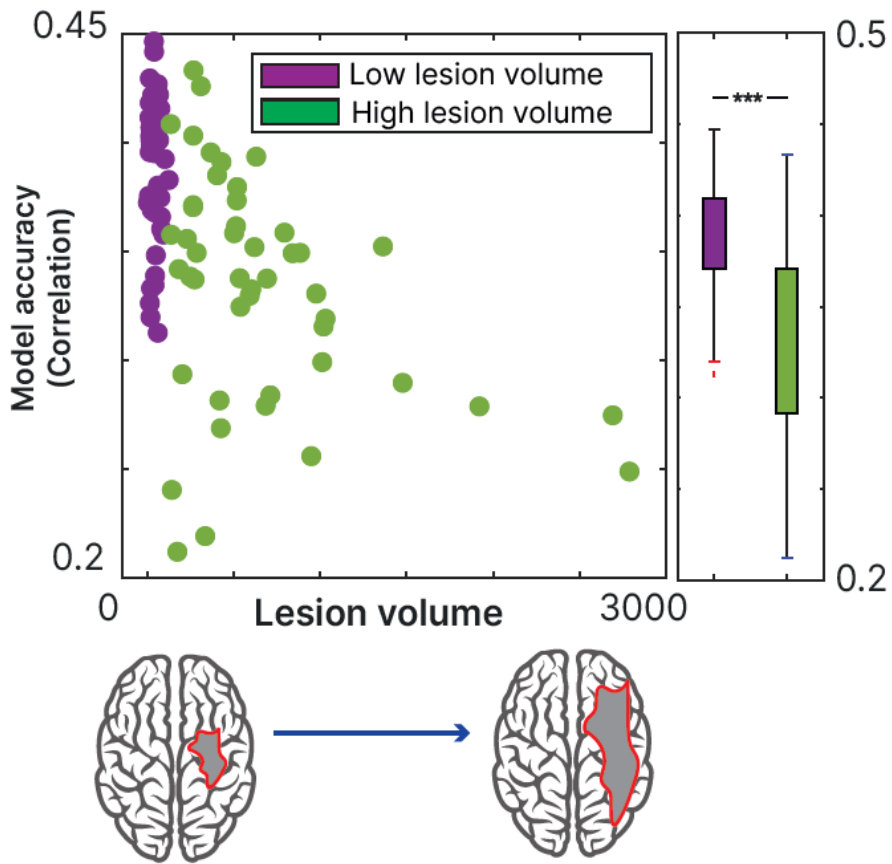 0.45
0.5
Low lesion volume
High lesion volume
***
Model accuracy
(Correlation)
0.2
0.2
0
Lesion volume
3000